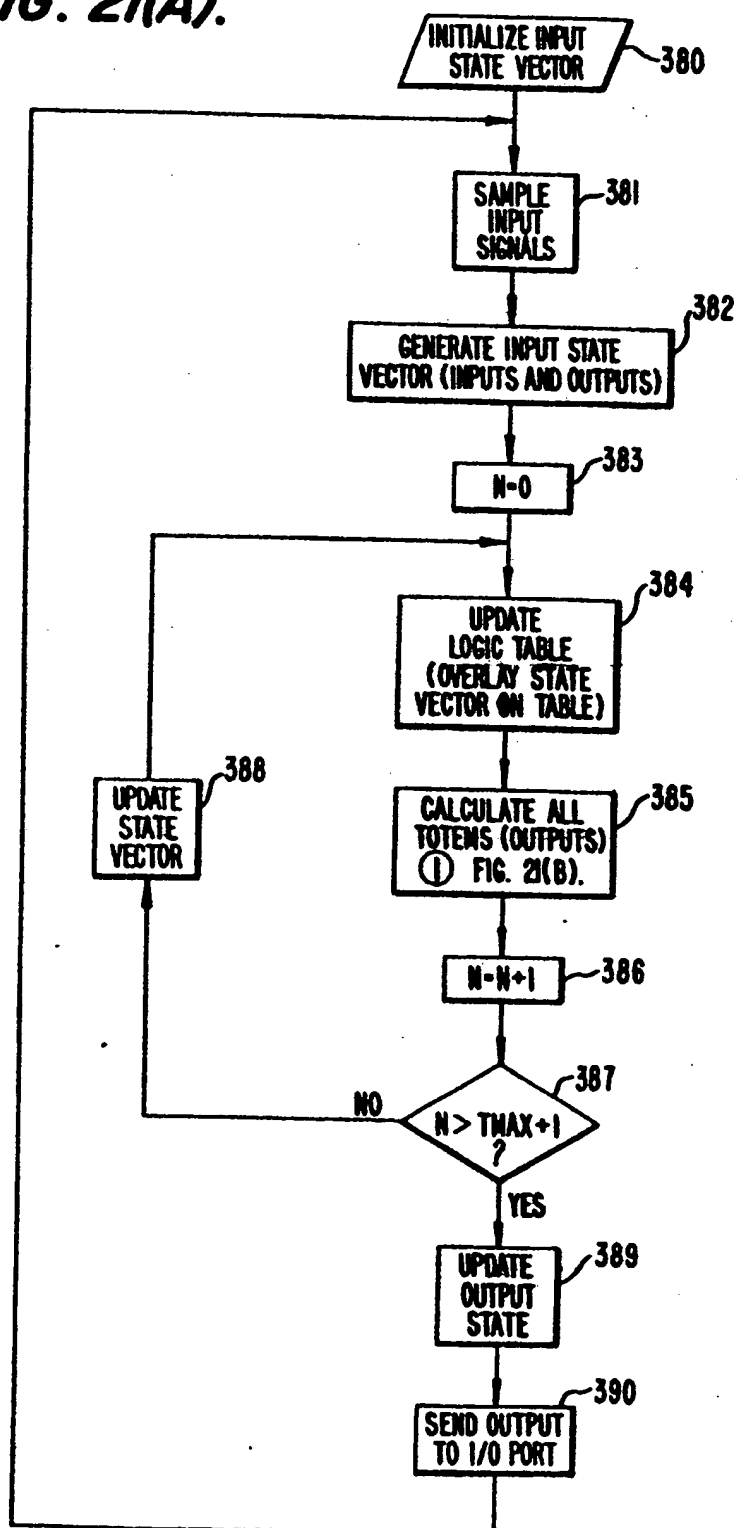 FIG. 21(A).
INITIALIZE INPUT
STATE VECTOR
380
SAMPLE
INPUT
SIGNALS
381
GENERATE INPUT STATE
VECTOR (INPUTS AND OUTPUTS)
382
N=0
383
UPDATE
LOGIC TABLE
(OVERLAY STATE
VECTOR ON TABLE)
384
CALCULATE ALL
TOTEMS (OUTPUTS)
① FIG. 21(B).
385
N=N+1
386
N > TMAX+1
?
387
NO
YES
UPDATE
STATE
VECTOR
388
UPDATE
OUTPUT
STATE
389
SEND OUTPUT
TO I/O PORT
390